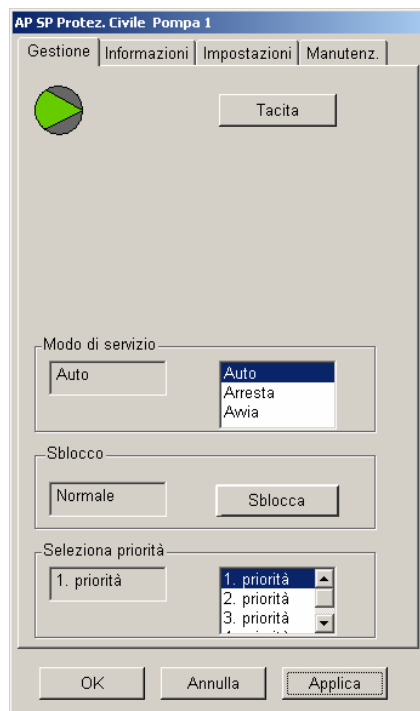 AP SP Protez. Civile Pompa 1
Gestione Informazioni Impostazioni Manutenz.
Tacita
Modo di servizio
Auto
Auto
Arresta
Avvia
Sblocco
Normale
Sblocca
Seleziona priorità
1. priorità
1. priorità
2. priorità
3. priorità
OK Annulla Applica